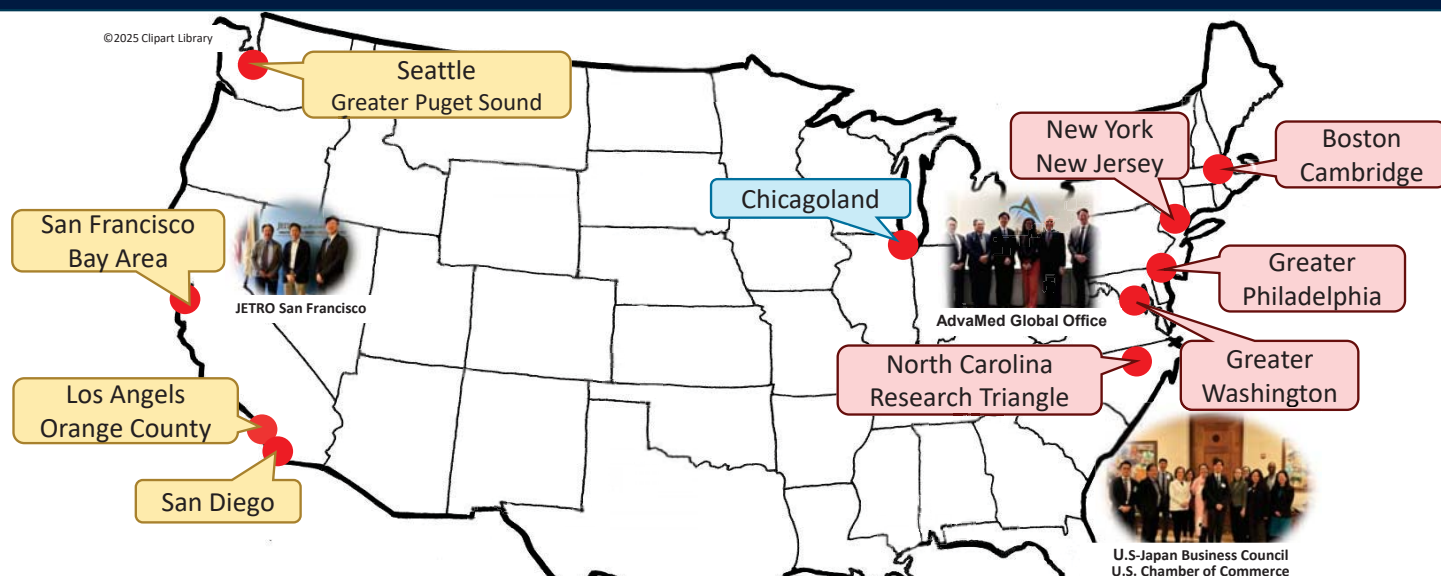 ©2025 Clipart Library
Seattle
Greater Puget Sound
New York
New Jersey
Boston
Cambridge
Chicagoland
San Francisco
Bay Area
JETRO San Francisco
Greater
Philadelphia
AdvaMed Global Office
North Carolina
Research Triangle
Greater
Washington
Los Angels
Orange County
San Diego
U.S-Japan Business Council
U.S. Chamber of Commerce